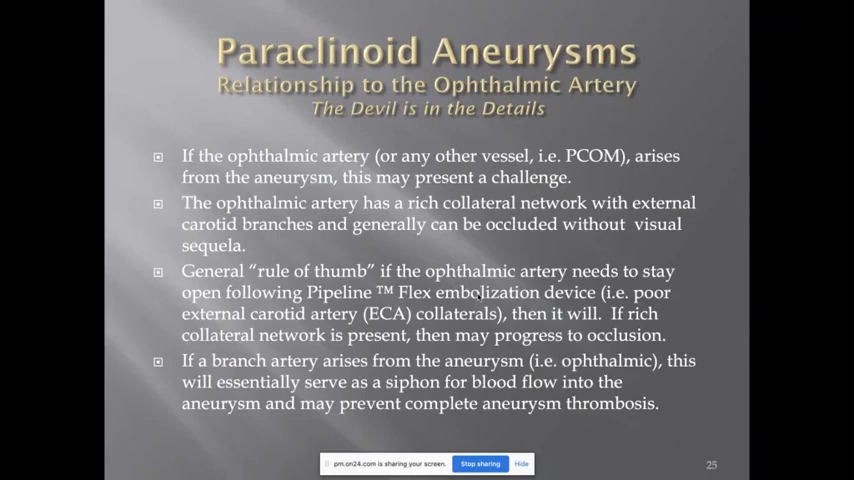 Paraclinoid Aneurysms
Relationship to the Ophthalmic Artery
The Devil is in the Details
If the ophthalmic artery (or any other vessel, i.e. PCOM), arises
from the aneurysm, this may present a challenge.
The ophthalmic artery has a rich collateral network with external
carotid branches and generally can be occluded without visual
sequela.
General “rule of thumb” if the ophthalmic artery needs to stay
open following Pipeline ™ Flex embolization device (i.e. poor
external carotid artery (ECA) collaterals), then it will. If rich
collateral network is present, then may progress to occlusion.
If a branch artery arises from the aneurysm (i.e. ophthalmic), this
will essentially serve as a siphon for blood flow into the
aneurysm and may prevent complete aneurysm thrombosis.
pm.on24.com is sharing your screen. Stop sharing Hide
25